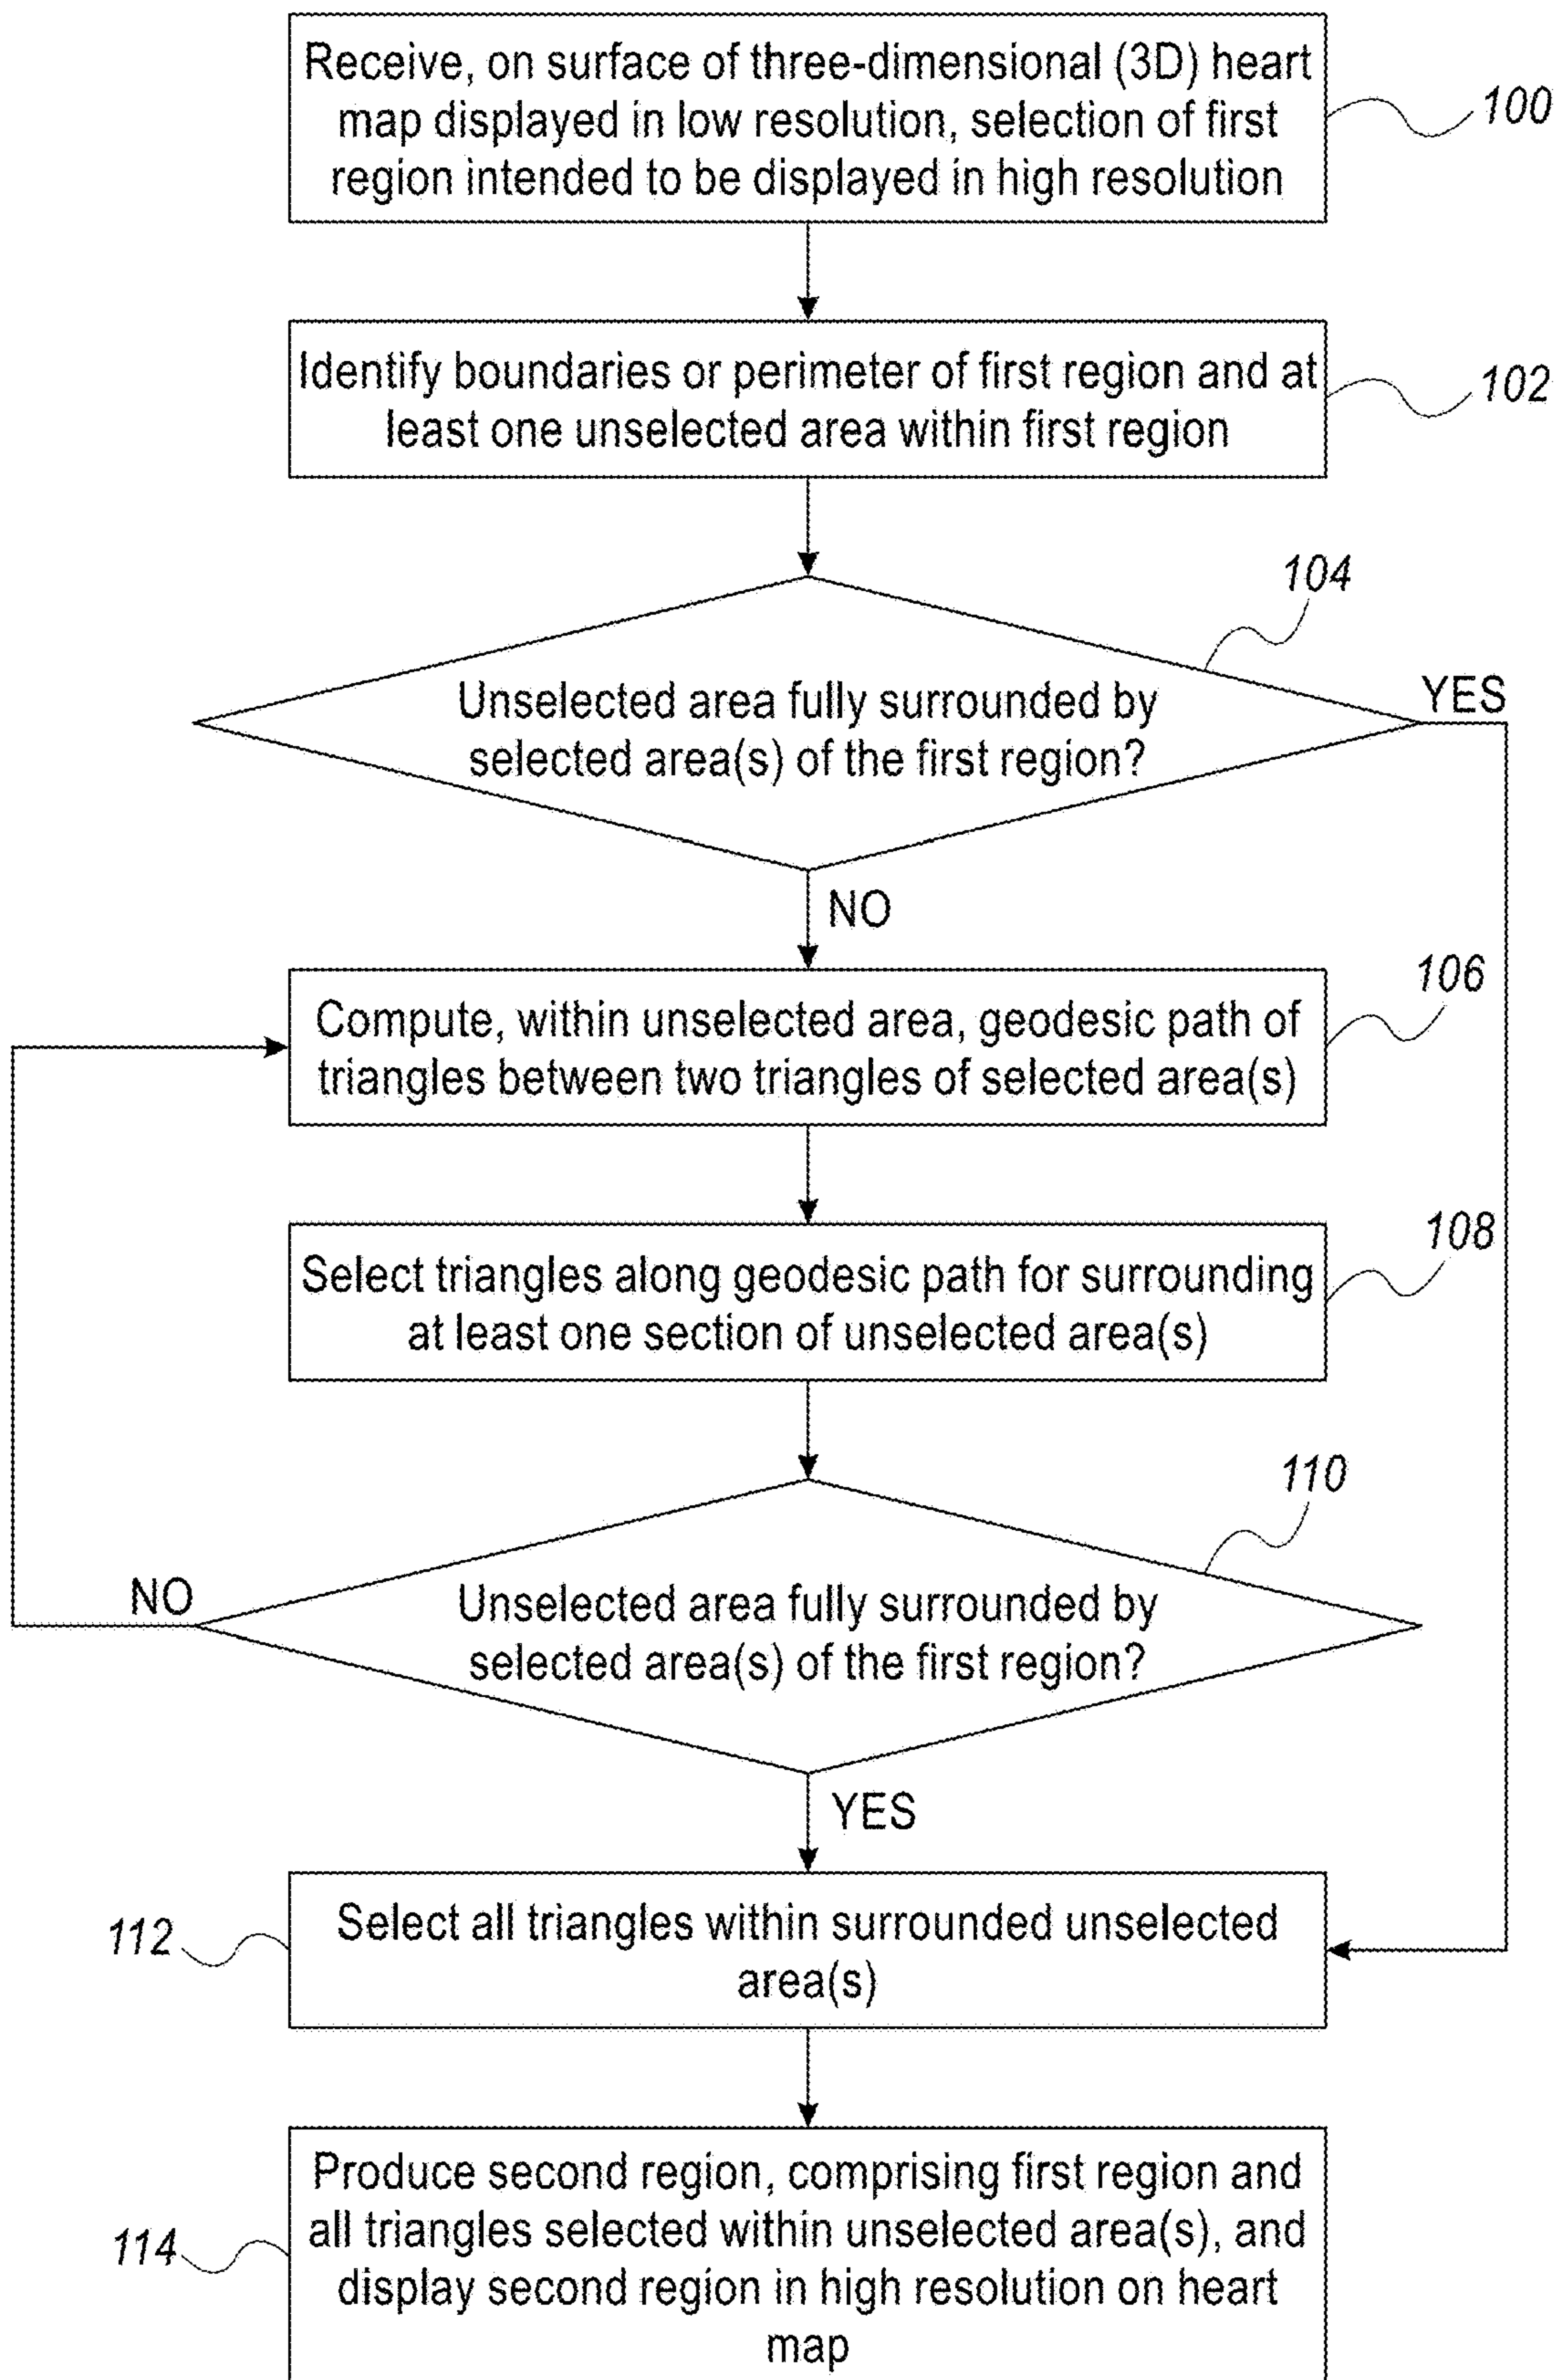 Receive, on surface of three-dimensional (3D) heart
map displayed in low resolution, selection of first
region intended to be displayed in high resolution
100
Identify boundaries or perimeter of first region and at
least one unselected area within first region
102
104
Unselected area fully surrounded by
selected area(s) of the first region?
YES
NO
106
Compute, within unselected area, geodesic path of
triangles between two triangles of selected area(s)
108
Select triangles along geodesic path for surrounding
at least one section of unselected area(s)
110
NO
Unselected area fully surrounded by
selected area(s) of the first region?
YES
112
Select all triangles within surrounded unselected
area(s)
114
Produce second region, comprising first region and
all triangles selected within unselected area(s), and
display second region in high resolution on heart
map